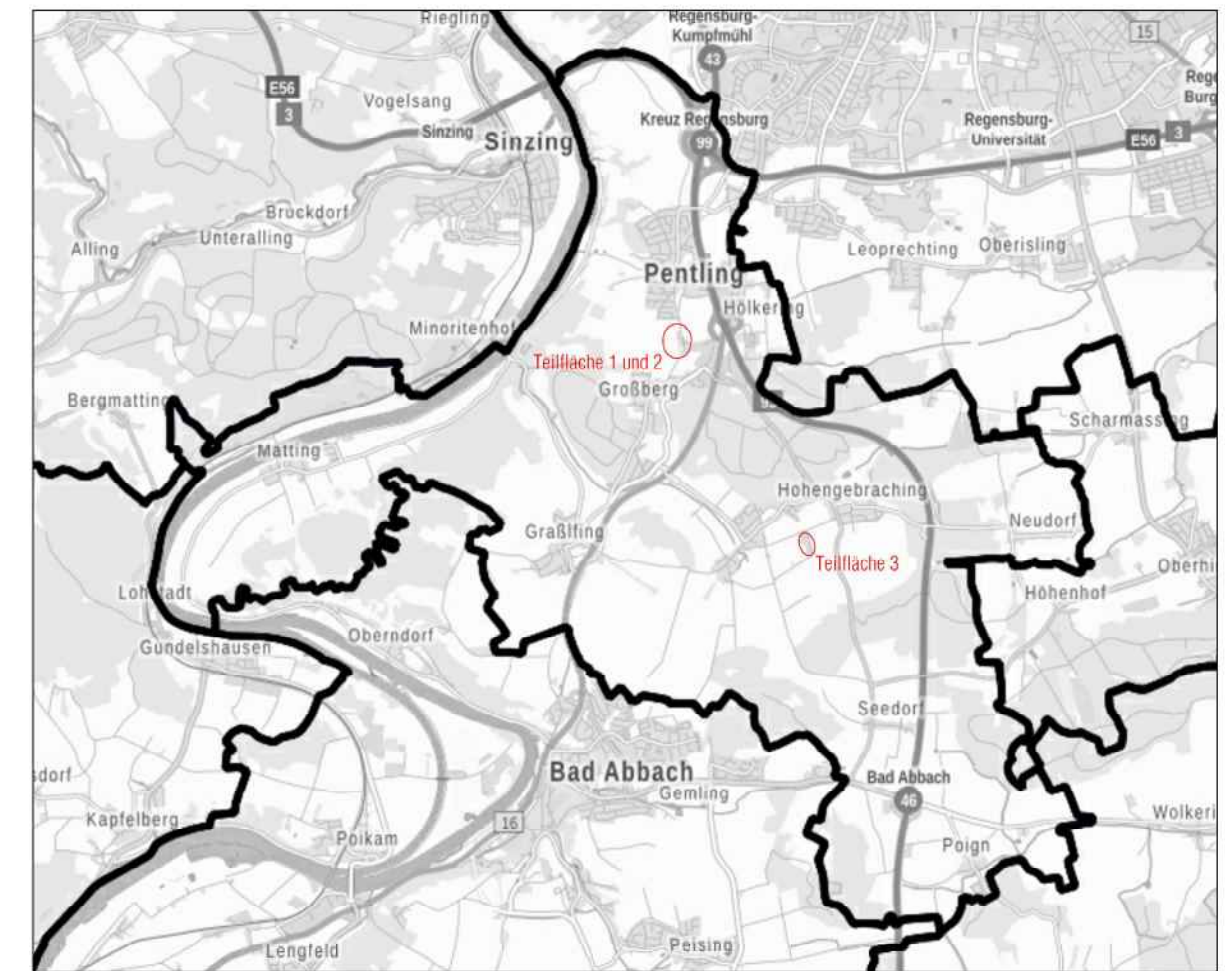 Riegling
Regensburg-
Kumpfmühl
43
15
E56
3
Vogelsang
Sinzing
Sinzing
Kreuz Regensburg
99
Regensburg-
Universität
E56
3
Bruckdorf
Unteralling
Alling
Leoprechting
Oberisling
Pentling
Hölkering
Minoritenhof
Teilfläche 1 und 2
Großberg
Bergmatting
Scharmassing
Matting
Hohengebraching
Neudorf
Graßlfing
Teilfläche 3
Lohstadt
Höhenhof
Gundelshausen
Oberndorf
Seedorf
Bad Abbach
Bad Abbach
46
Gemling
Kapfelberg
16
Poikam
Poign
Lengfeld
Peising